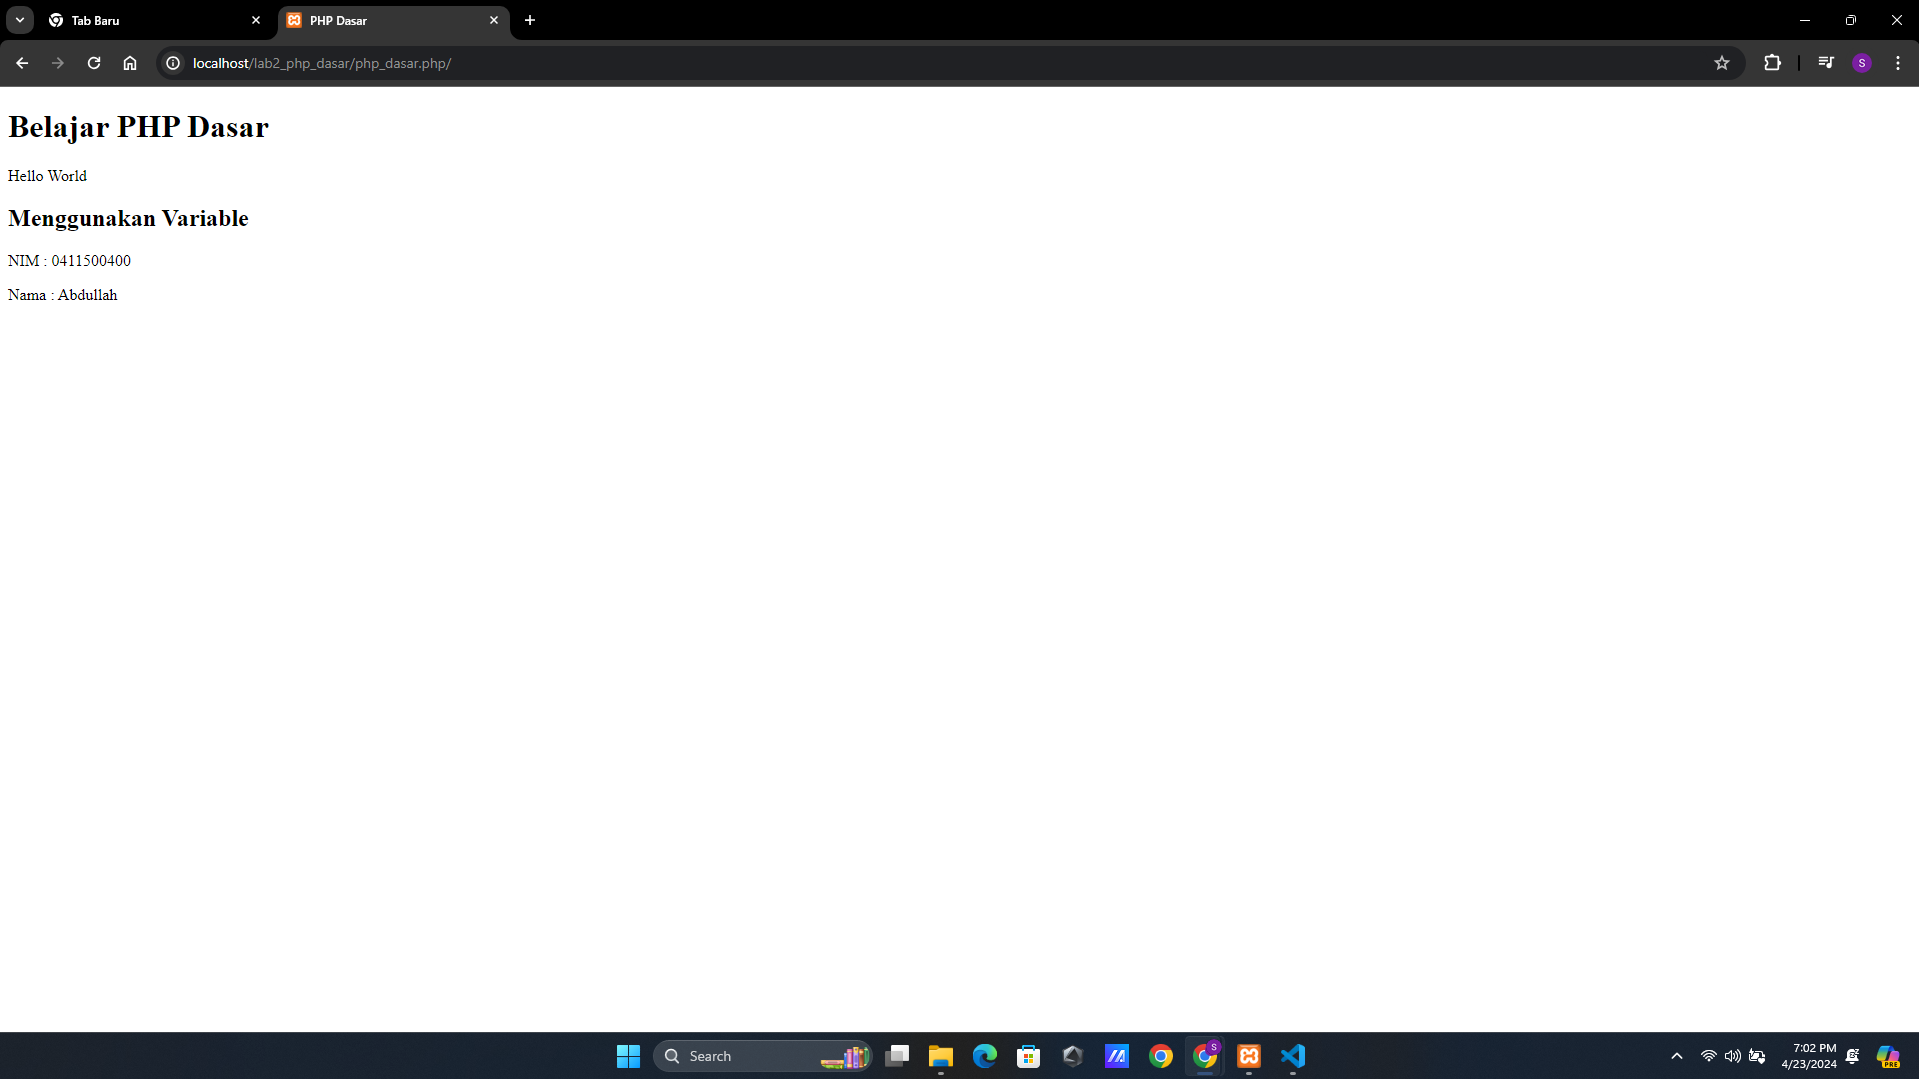 Tab Baru
PHP Dasar
localhost/lab2_php_dasar/php_dasar.php/
S
Belajar PHP Dasar
Hello World
Menggunakan Variable
NIM : 0411500400
Nama : Abdullah
Search
S
7:02 PM
4/23/2024
PRE